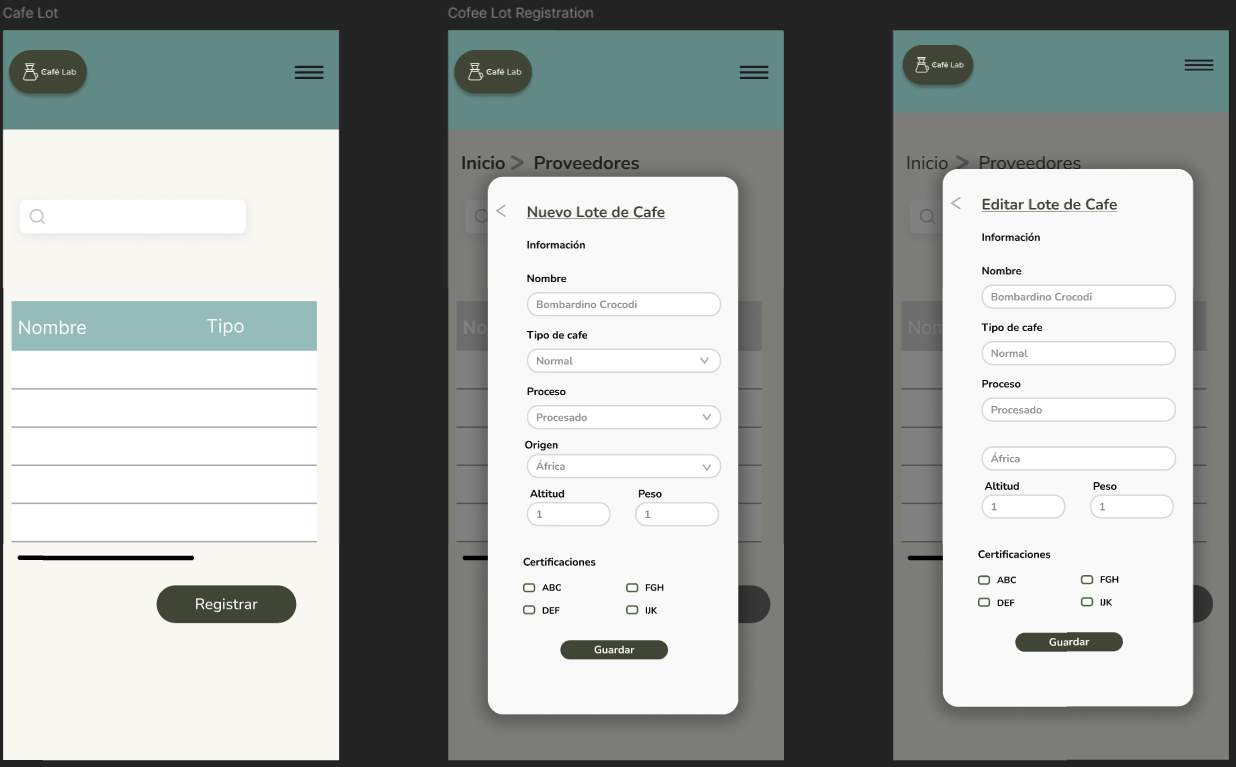 Cafe Lot
Café Lab
Nombre Tipo
Registrar
Cofee Lot Registration
Café Lab
Inicio > Proveedores
No
Nuevo Lote de Cafe
Información
Nombre
Bombardino Crocodi
Tipo de cafe
Normal
Proceso
Procesado
Origen
África
Altitud Peso
1 1
Certificaciones
ABC FGH
DEF IJK
Guardar
Café Lab
Inicio > Proveedores
Nom
Editar Lote de Cafe
Información
Nombre
Bombardino Crocodi
Tipo de cafe
Normal
Proceso
Procesado
África
Altitud Peso
1 1
Certificaciones
ABC FGH
DEF IJK
Guardar